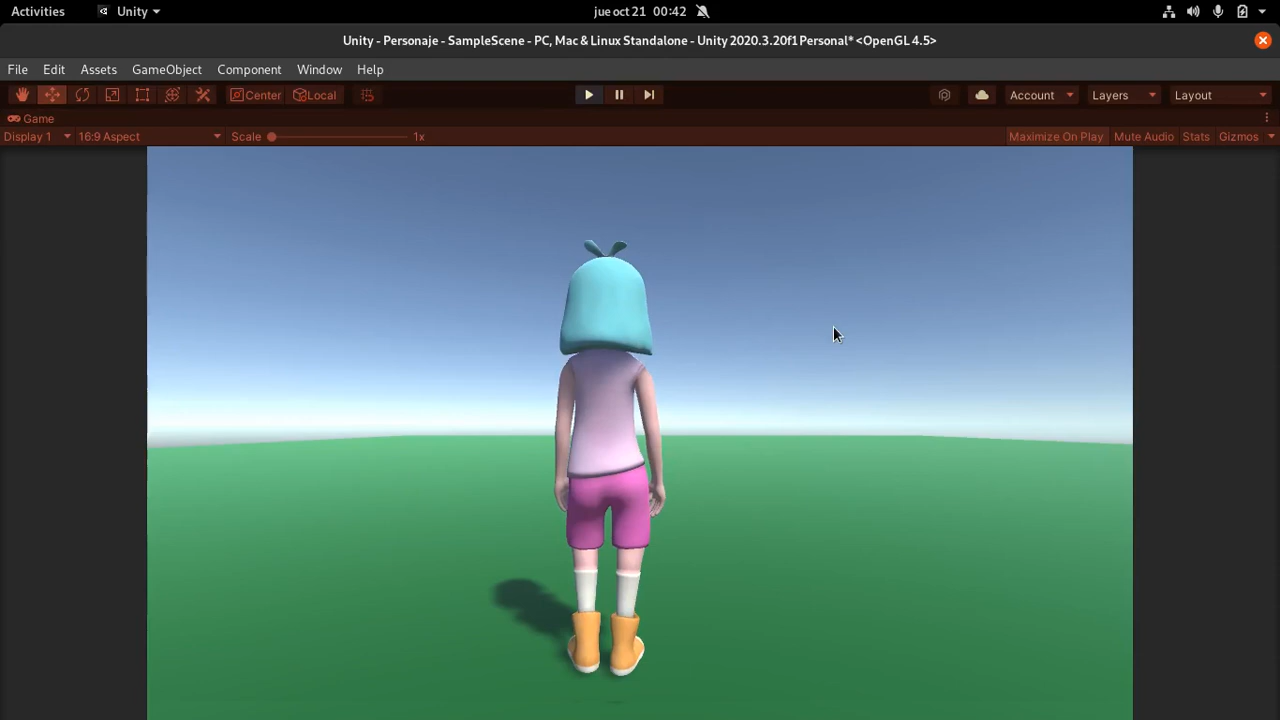 Activities Unity jue oct 21 00:42
Unity - Personaje - SampleScene - PC, Mac & Linux Standalone - Unity 2020.3.20f1 Personal* <OpenGL 4.5>
File Edit Assets GameObject Component Window Help
Center Local Account Layers Layout
Game
Display 1 16:9 Aspect Scale 1x Maximize On Play Mute Audio Stats Gizmos